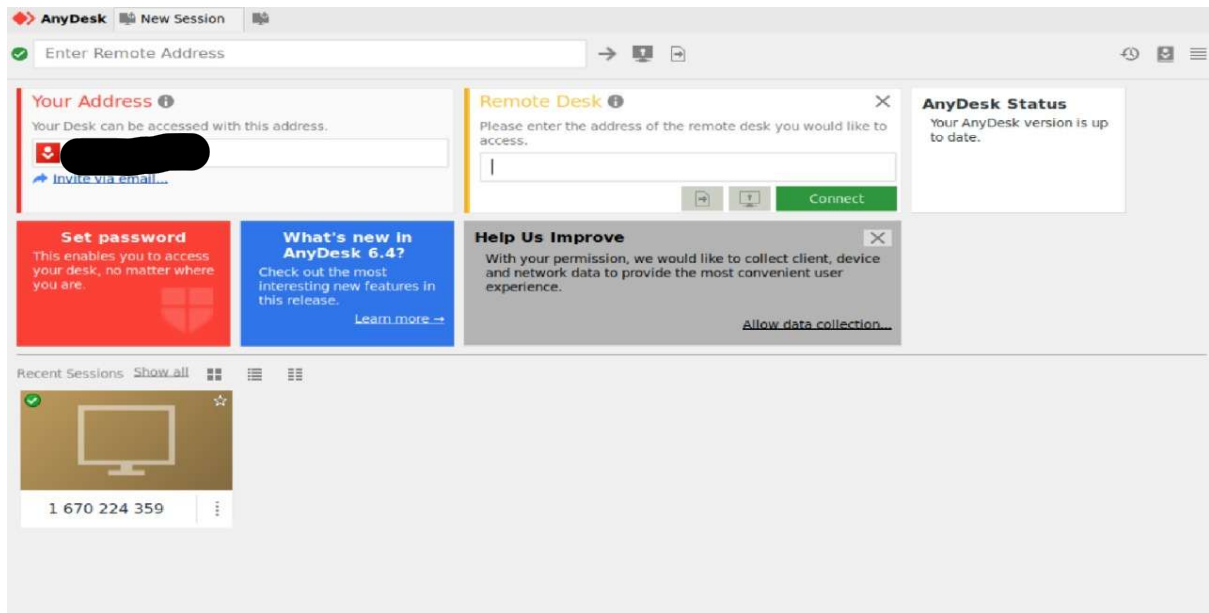 AnyDesk New Session
Enter Remote Address
Your Address
Your Desk can be accessed with this address.
Invite via email...
Remote Desk
Please enter the address of the remote desk you would like to
access.
Connect
AnyDesk Status
Your AnyDesk version is up
to date.
Set password
This enables you to access
your desk, no matter where
you are.
What's new in
AnyDesk 6.4?
Check out the most
interesting new features in
this release.
Learn more →
Help Us Improve
With your permission, we would like to collect client, device
and network data to provide the most convenient user
experience.
Allow data collection...
Recent Sessions Show all
1 670 224 359